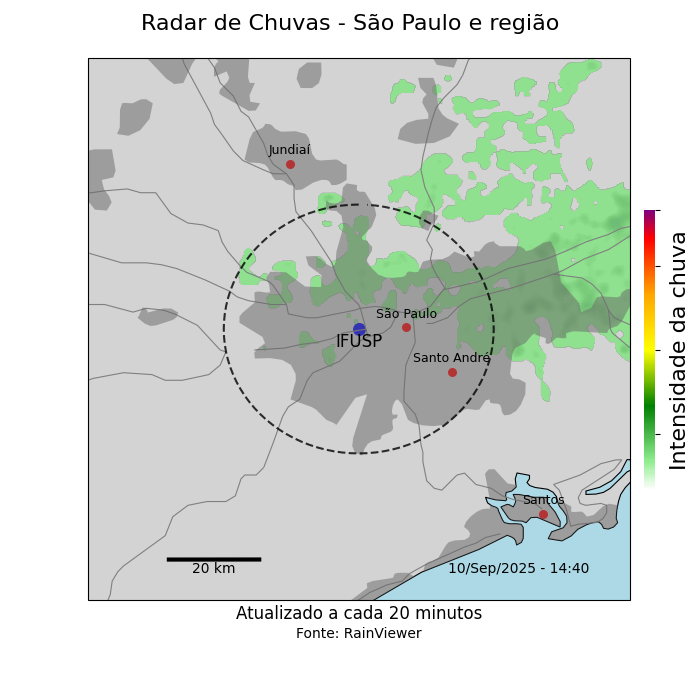 Radar de Chuvas - São Paulo e região
Jundiaí
São Paulo
IFUSP
Santo André
Santos
20 km
10/Sep/2025 - 14:40
Intensidade da chuva
Atualizado a cada 20 minutos
Fonte: RainViewer